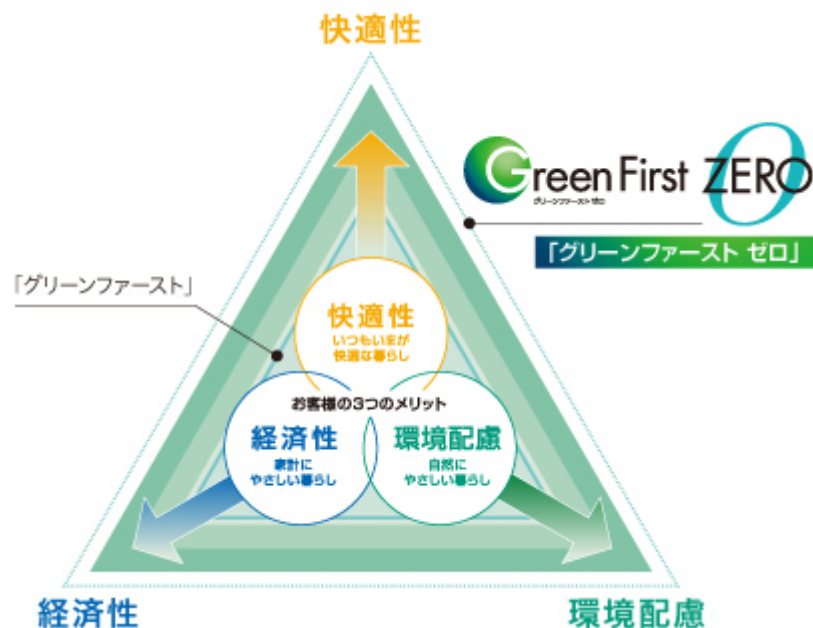 快適性
Green First ZERO
グリーンファースト ゼロ
「グリーンファースト ゼロ」
「グリーンファースト」
快適性
いつもいまが
快適な暮らし
お客様の3つのメリット
経済性
家計に
やさしい暮らし
環境配慮
自然に
やさしい暮らし
経済性
環境配慮